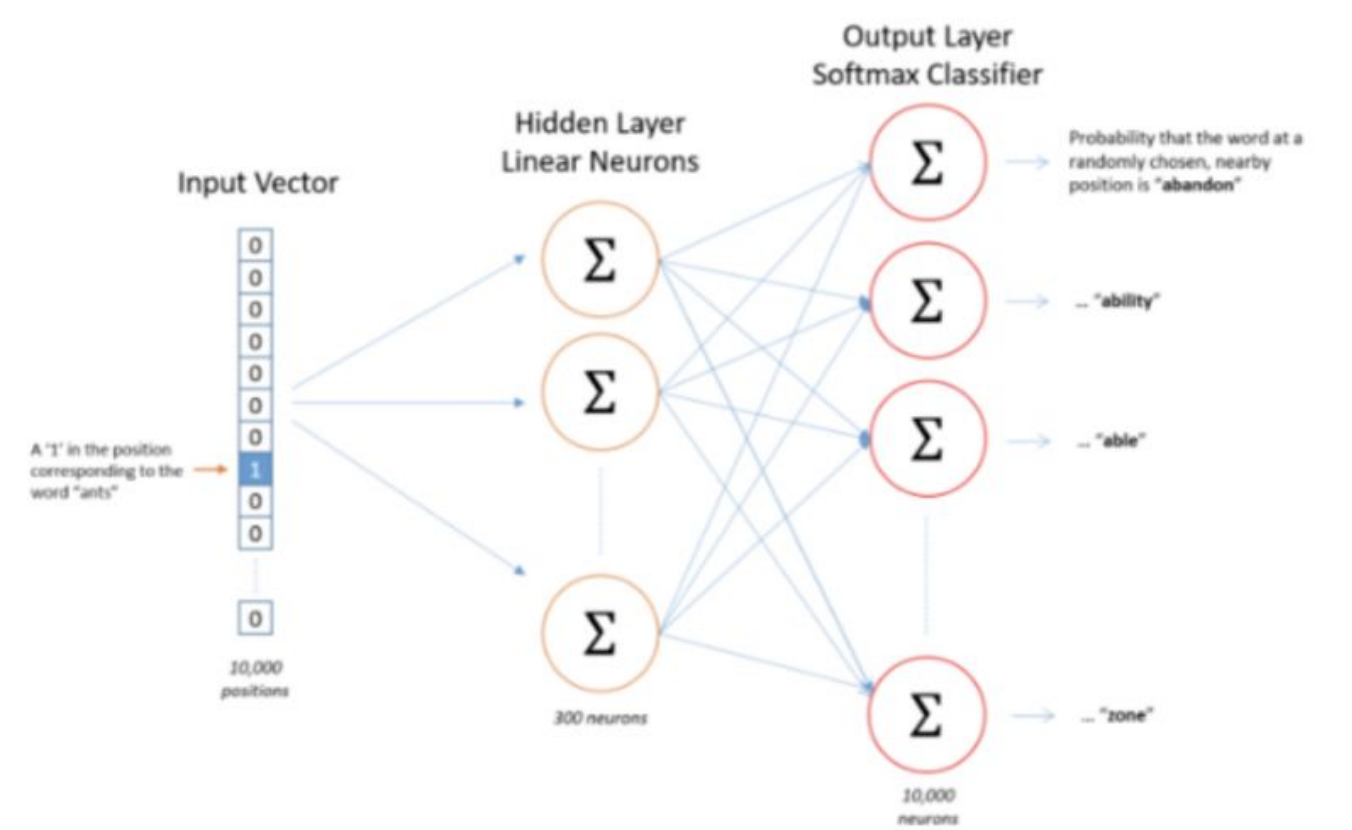 Output Layer
Softmax Classifier
Hidden Layer
Linear Neurons
Input Vector
0
0
0
0
0
0
0
1
0
0
0
A '1' in the position
corresponding to the
word "ants"
10,000
positions
Σ
Σ
Σ
300 neurons
Σ
Σ
Σ
Σ
10,000
neurons
Probability that the word at a
randomly chosen, nearby
position is "abandon"
... "ability"
... "able"
... "zone"